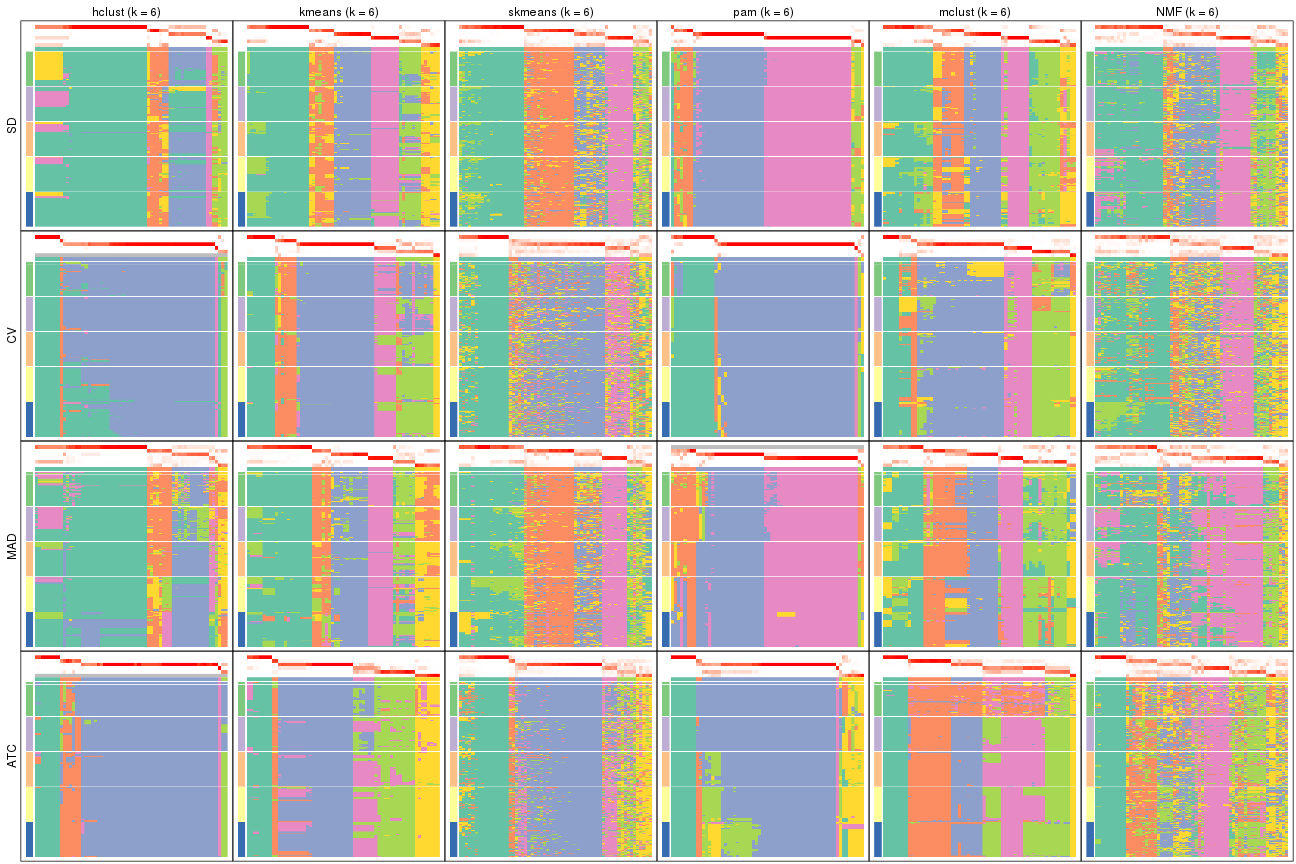 hclust (k = 6)
kmeans (k = 6)
skmeans (k = 6)
pam (k = 6)
mclust (k = 6)
NMF (k = 6)
SD
CV
MAD
ATC